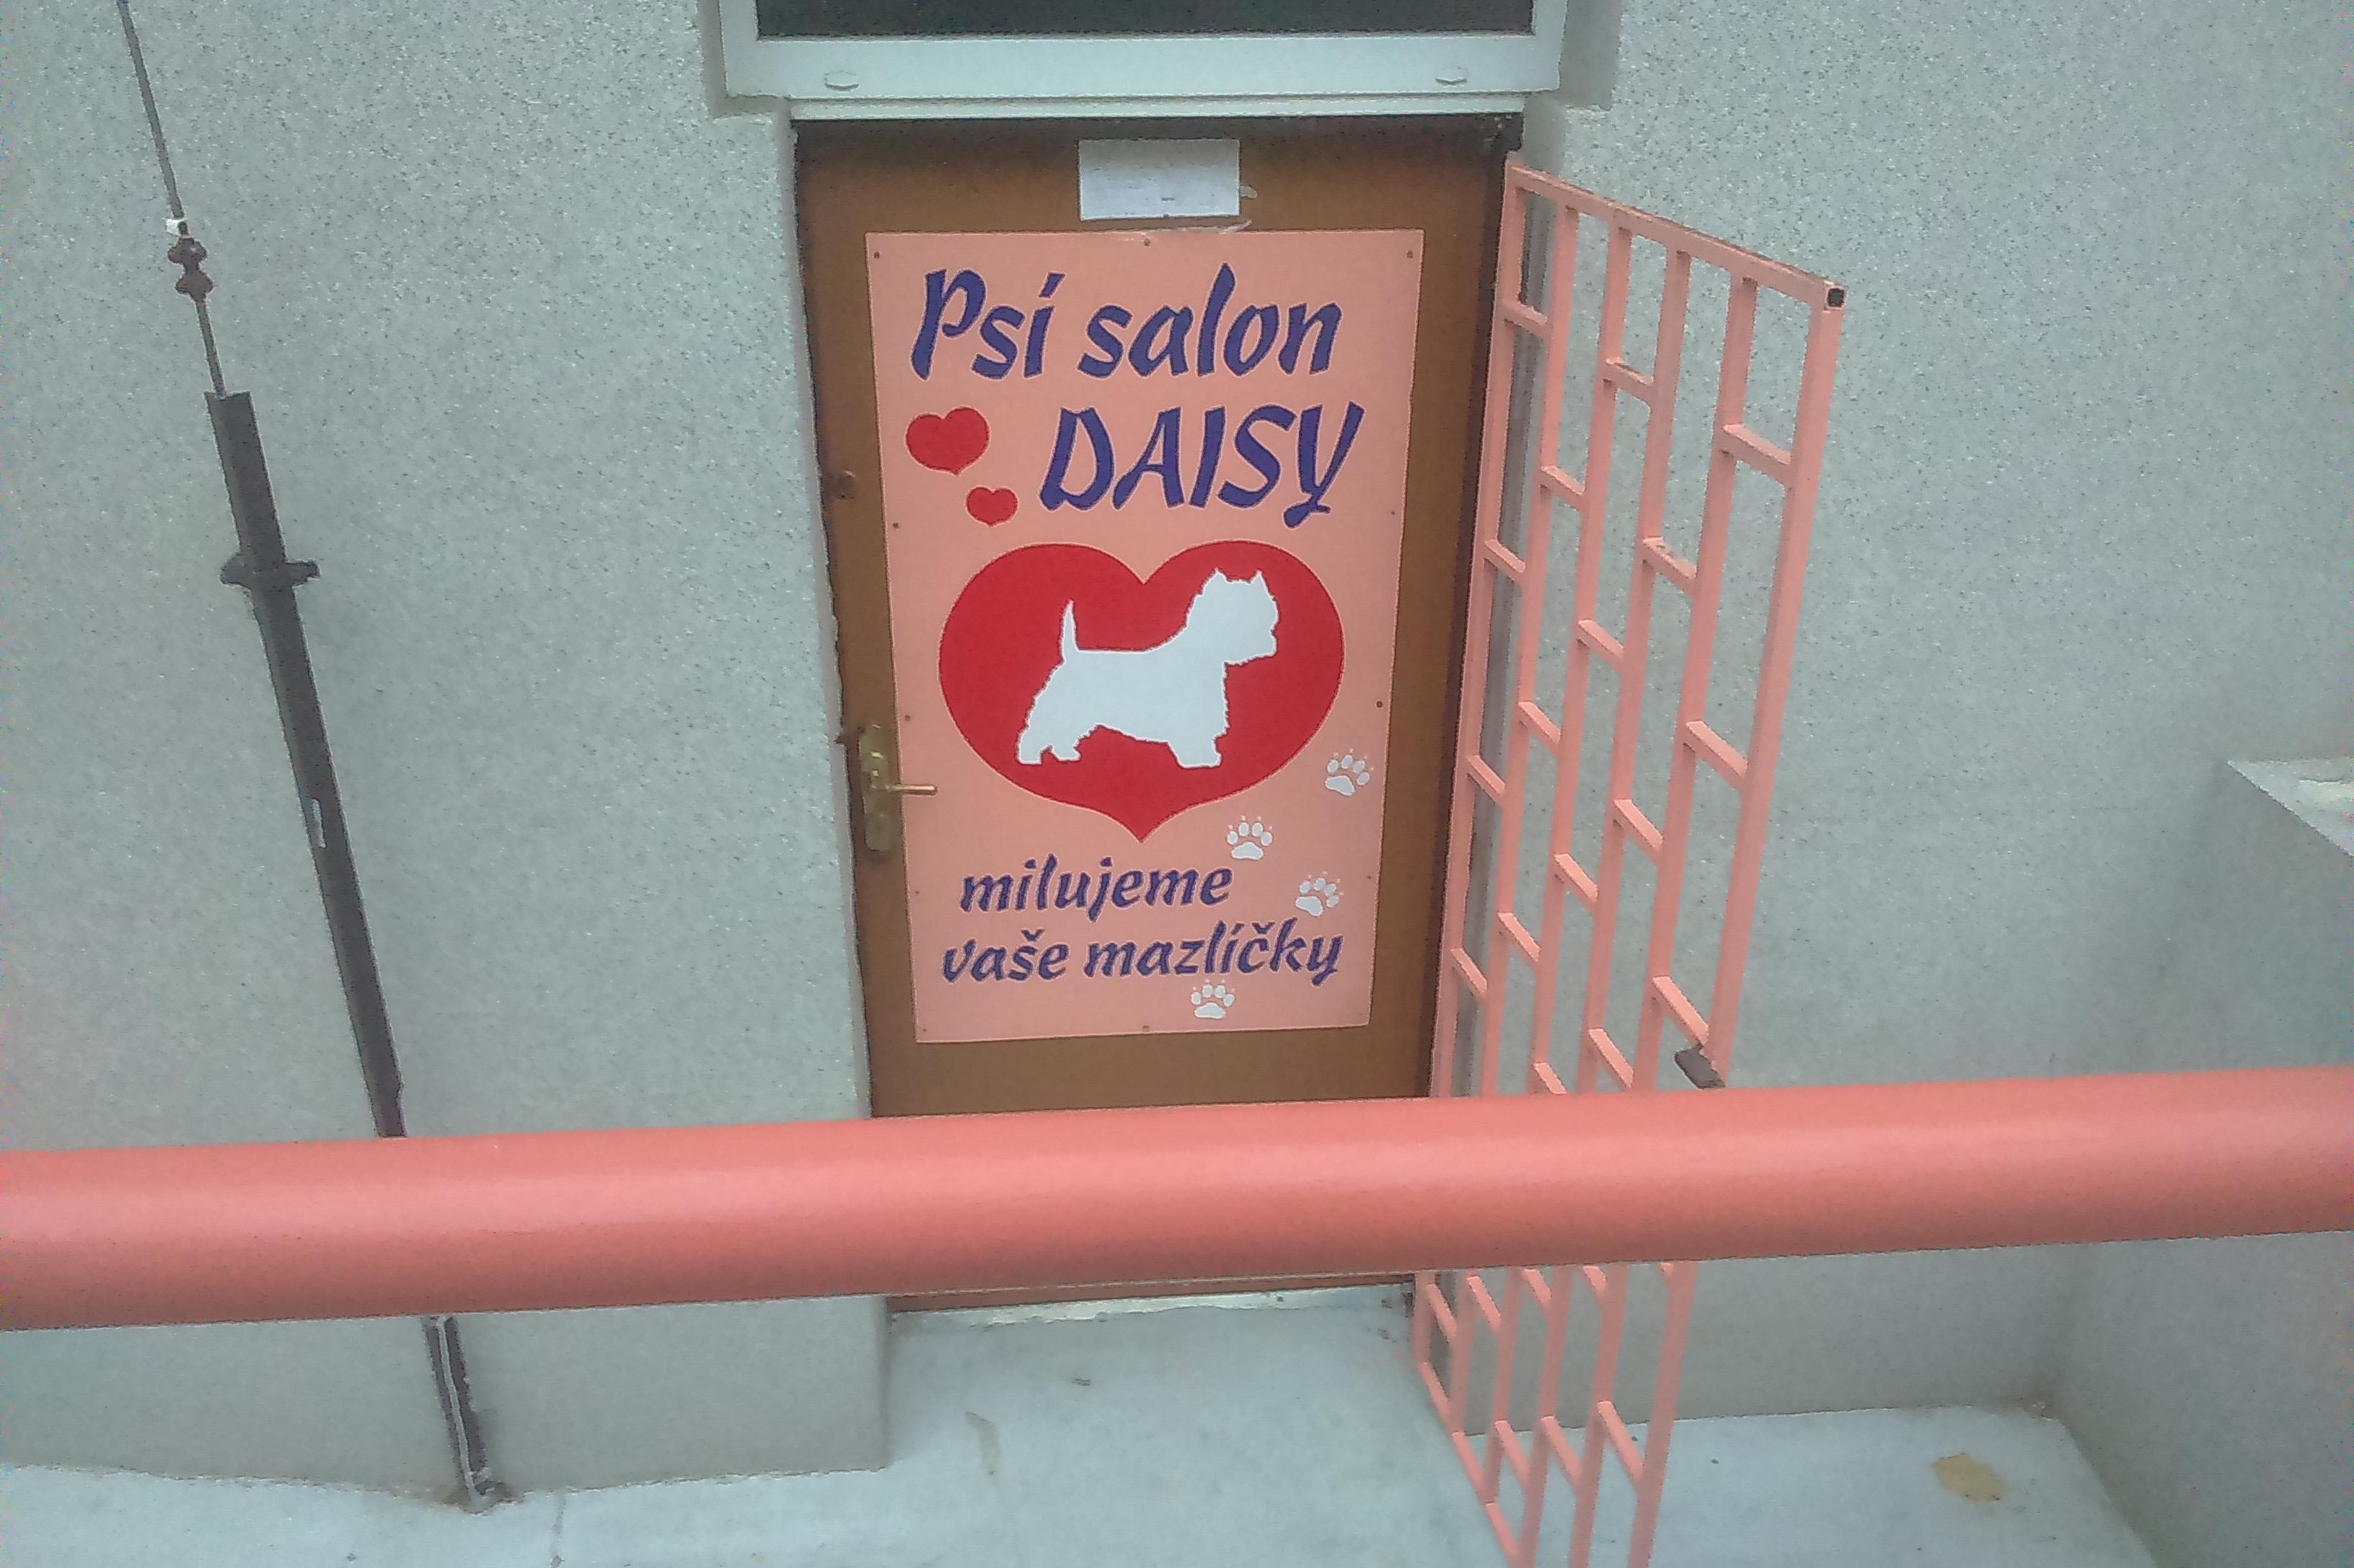 Psí salon
DAISY
milujeme
vaše mazlíčky